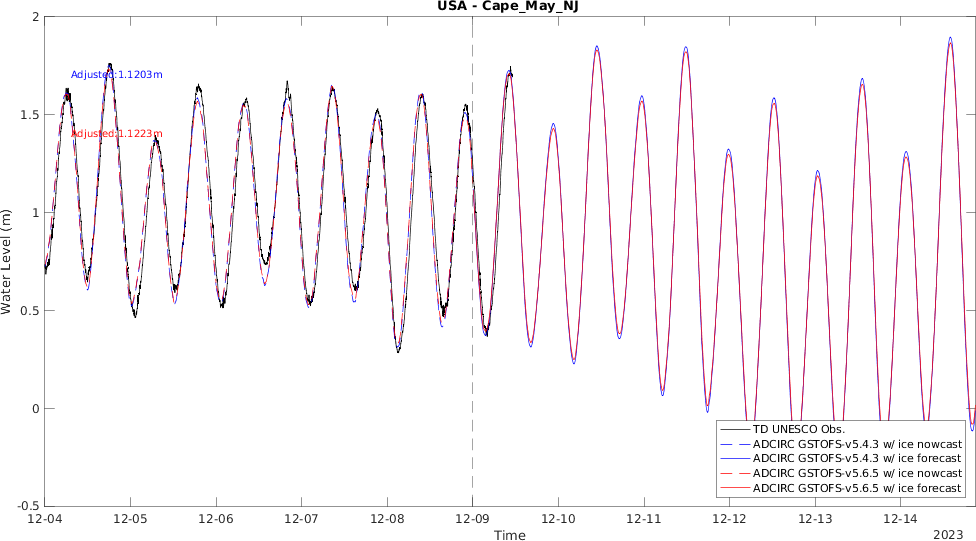 USA - Cape_May_NJ
2
Adjusted:1.1203m
1.5
Adjusted:1.1223m
1
Water Level (m)
0.5
0
TD UNESCO Obs.
ADCIRC GSTOFS-v5.4.3 w/ ice nowcast
ADCIRC GSTOFS-v5.4.3 w/ ice forecast
ADCIRC GSTOFS-v5.6.5 w/ ice nowcast
ADCIRC GSTOFS-v5.6.5 w/ ice forecast
-0.5
12-04 12-05 12-06 12-07 12-08 12-09 12-10 12-11 12-12 12-13 12-14
Time
2023